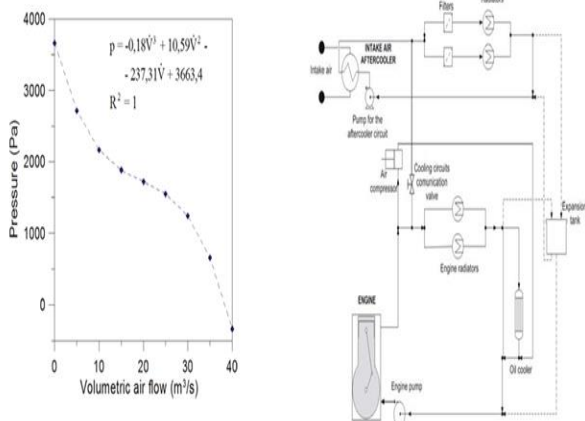 4000
3000
2000
1000
0
Pressure (Pa)
p = -0,18V̇³ + 10,59V̇² -
- 237,31V̇ + 3663,4
R² = 1
0
10
20
30
40
Volumetric air flow (m³/s)
Filters
Intake air
INTAKE AIR
AFTERCOOLER
Pump for the
aftercooler circuit
Air
compressor
Cooling circuits
comunication
valve
Expansion
tank
Engine radiators
ENGINE
Oil cooler
Engine pump